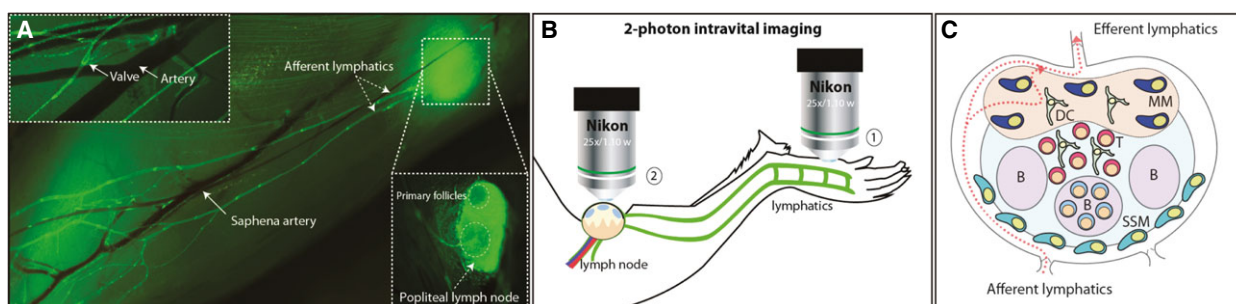 A
Valve
Artery
Afferent lymphatics
Saphena artery
Primary follicles
Popliteal lymph node
B
2-photon intravital imaging
Nikon
25x/1.10 w
1
Nikon
25x/1.10 w
2
lymphatics
lymph node
C
Efferent lymphatics
MM
DC
T
B
B
B
SSM
Afferent lymphatics